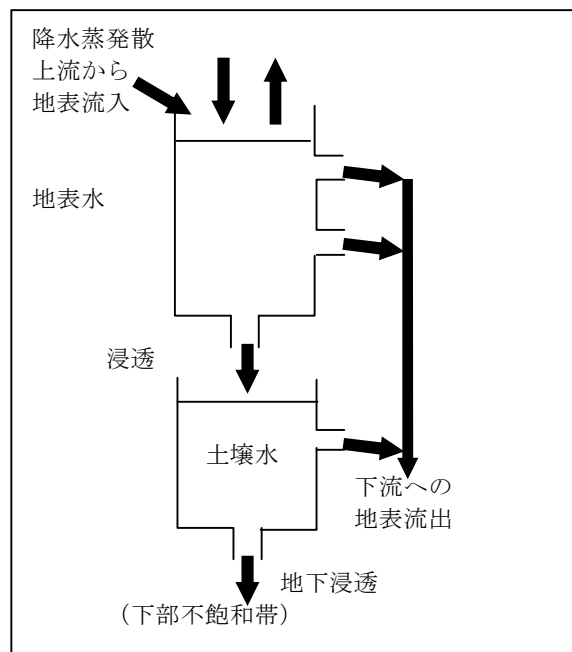 降水蒸発散
上流から
地表流入
地表水
浸透
土壌水
下流への
地表流出
地下浸透
（下部不飽和帯）